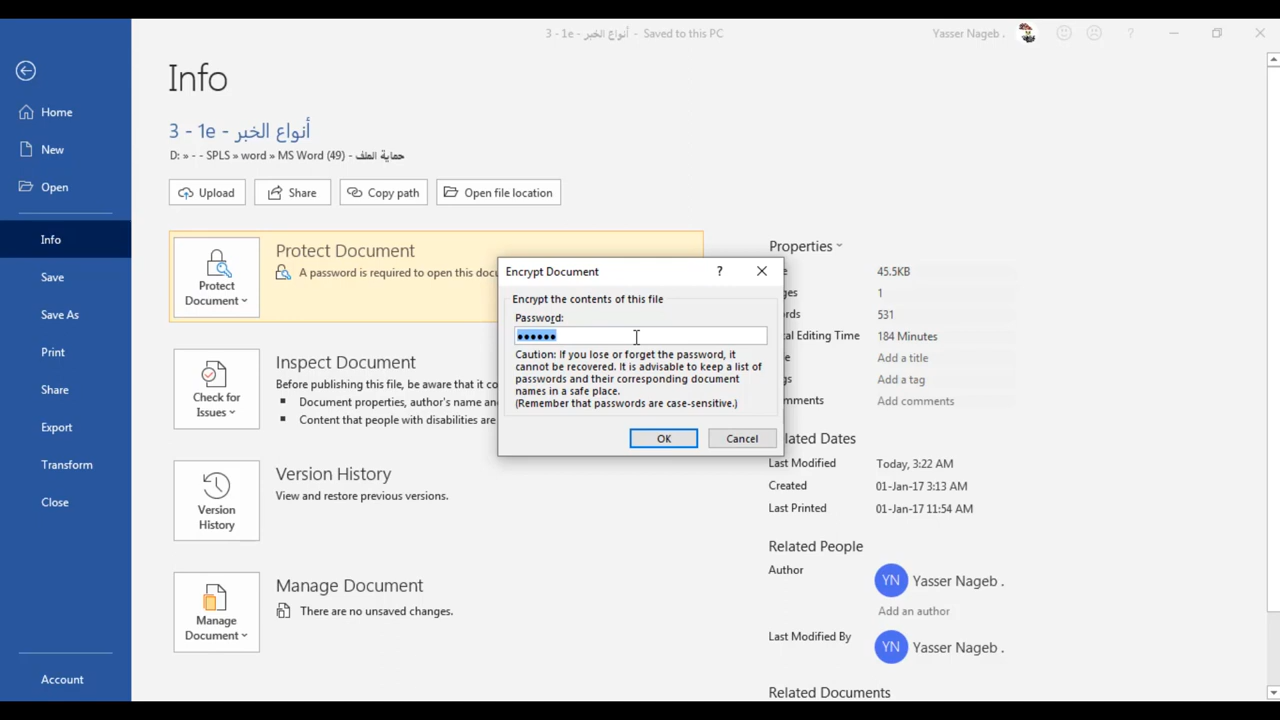 3 - 1e - أنواع الخبر - Saved to this PC
Yasser Nageb .
?
Info
Home
New
Open
Info
Save
Save As
Print
Share
Export
Transform
Close
Account
3 - 1e - أنواع الخبر
D: » - - SPLS » word » MS Word (49) - حماية الملف
Upload
Share
Copy path
Open file location
Protect Document
Protect Document
A password is required to open this docu
Check for Issues
Inspect Document
Before publishing this file, be aware that it co
Document properties, author's name an
Content that people with disabilities are
Version History
Version History
View and restore previous versions.
Manage Document
Manage Document
There are no unsaved changes.
Encrypt Document
?
Encrypt the contents of this file
Password:
●●●●●●
Caution: If you lose or forget the password, it
cannot be recovered. It is advisable to keep a list of
passwords and their corresponding document
names in a safe place.
(Remember that passwords are case-sensitive.)
OK
Cancel
Properties
45.5KB
ges 1
rds 531
tal Editing Time 184 Minutes
Add a title
gs Add a tag
mments Add comments
lated Dates
Last Modified Today, 3:22 AM
Created 01-Jan-17 3:13 AM
Last Printed 01-Jan-17 11:54 AM
Related People
Author
YN Yasser Nageb .
Add an author
Last Modified By
YN Yasser Nageb .
Related Documents